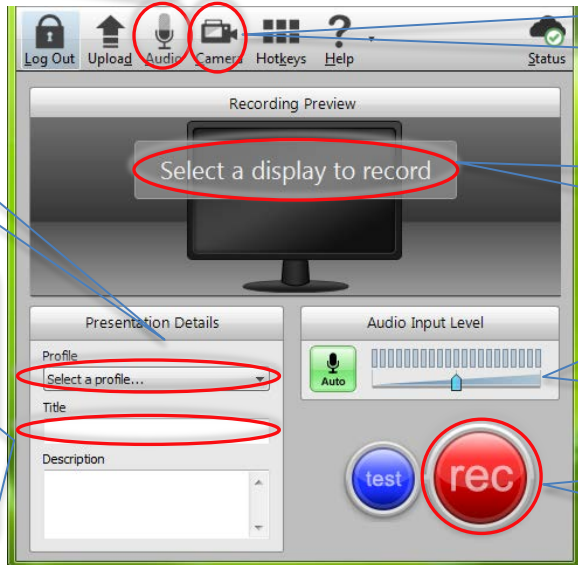 Log Out Upload Audio Camera Hotkeys ? Help Status
Recording Preview
Select a display to record
Presentation Details
Profile
Select a profile...
Title
Description
Audio Input Level
Auto
test
rec